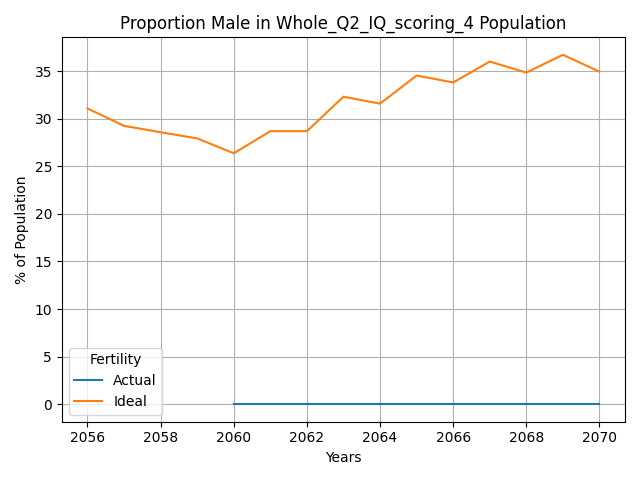 Proportion Male in Whole_Q2_IQ_scoring_4 Population
% of Population
35
30
25
20
15
10
5
0
Fertility
Actual
Ideal
2056 2058 2060 2062 2064 2066 2068 2070
Years